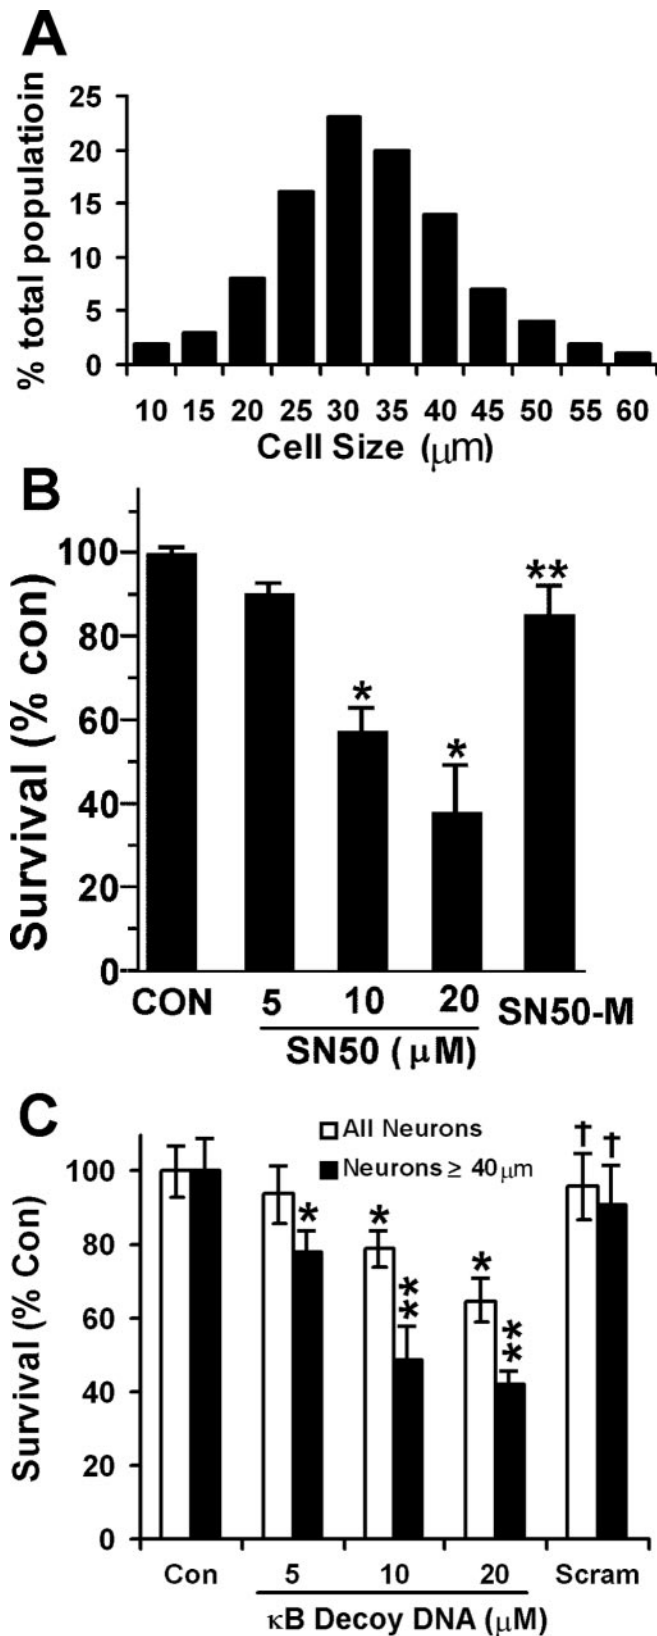 A
% total populatioin
25
20
15
10
5
0
10 15 20 25 30 35 40 45 50 55 60
Cell Size (μm)
B
Survival (% con)
100
80
60
40
20
0
*
*
**
CON 5 10 20 SN50-M
SN50 (μM)
C
All Neurons
Neurons ≥ 40 μm
Survival (% Con)
100
80
60
40
20
0
*
*
**
*
**
† †
Con 5 10 20 Scram
κB Decoy DNA (μM)